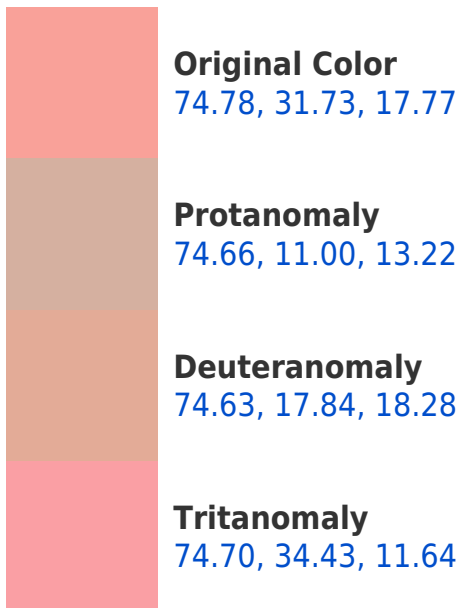 Original Color
74.78, 31.73, 17.77
Protanomaly
74.66, 11.00, 13.22
Deuteranomaly
74.63, 17.84, 18.28
Tritanomaly
74.70, 34.43, 11.64